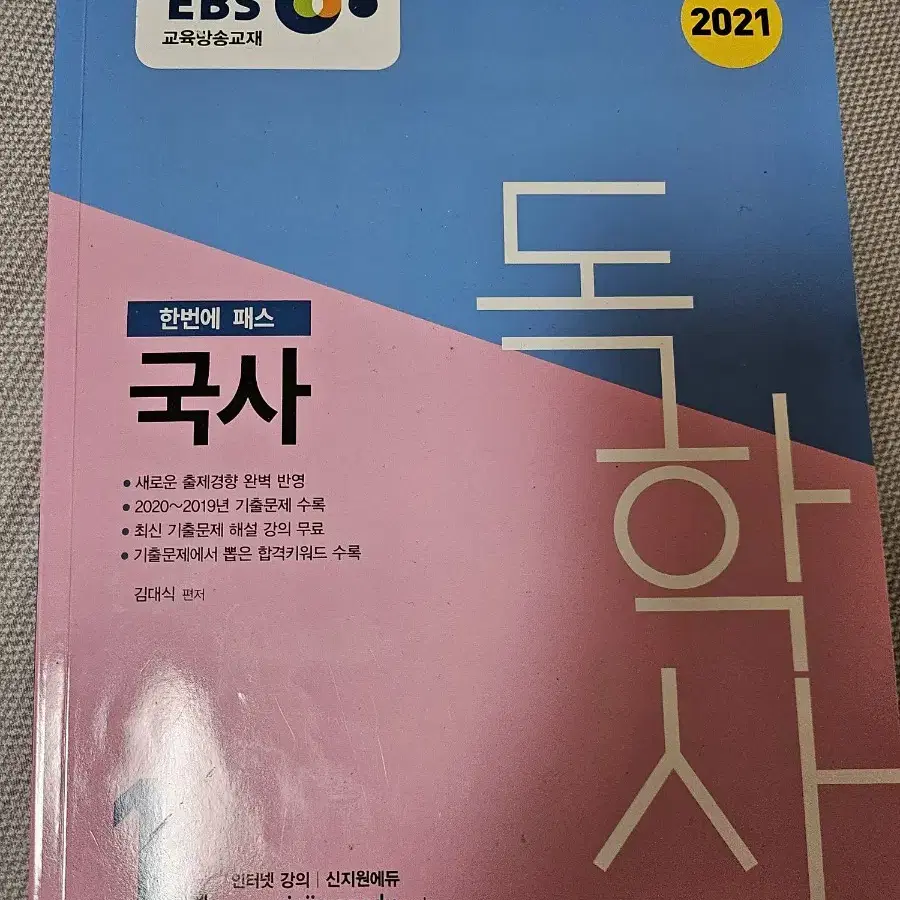 EBS
교육방송교재
2021
독학사
한번에 패스
국사
• 새로운 출제경향 완벽 반영
• 2020~2019년 기출문제 수록
• 최신 기출문제 해설 강의 무료
• 기출문제에서 뽑은 합격키워드 수록
김대식 편저
1
인터넷 강의 | 신지원에듀